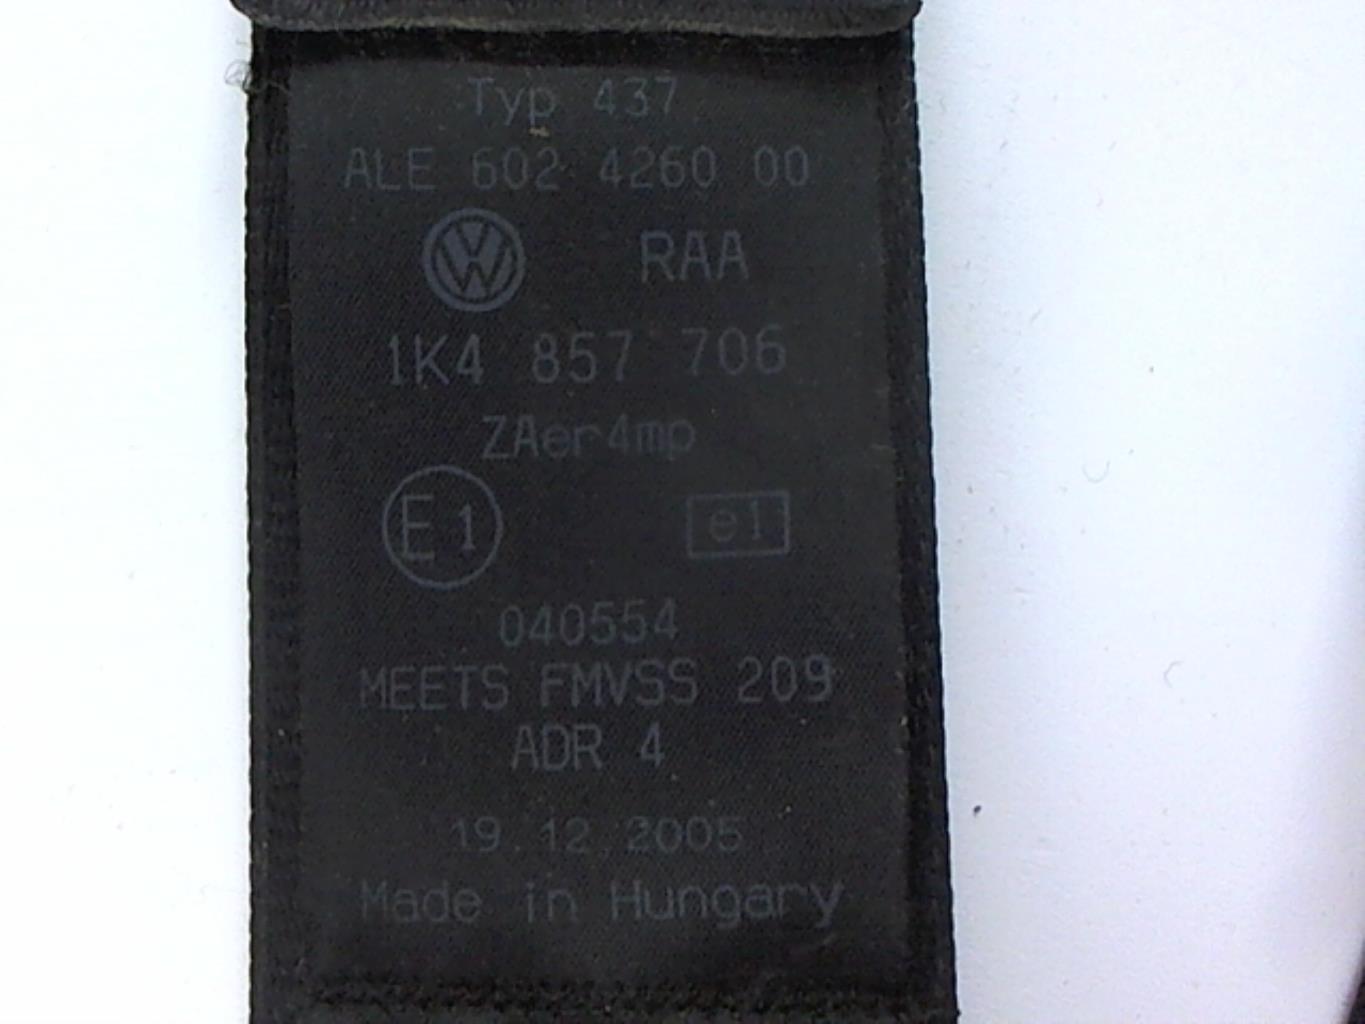 Typ 437
ALE 602 4260 00
VW RAA
1K4 857 706
ZAer4mp
E1 e1
040554
MEETS FMVSS 209
ADR 4
19.12.2005
Made in Hungary